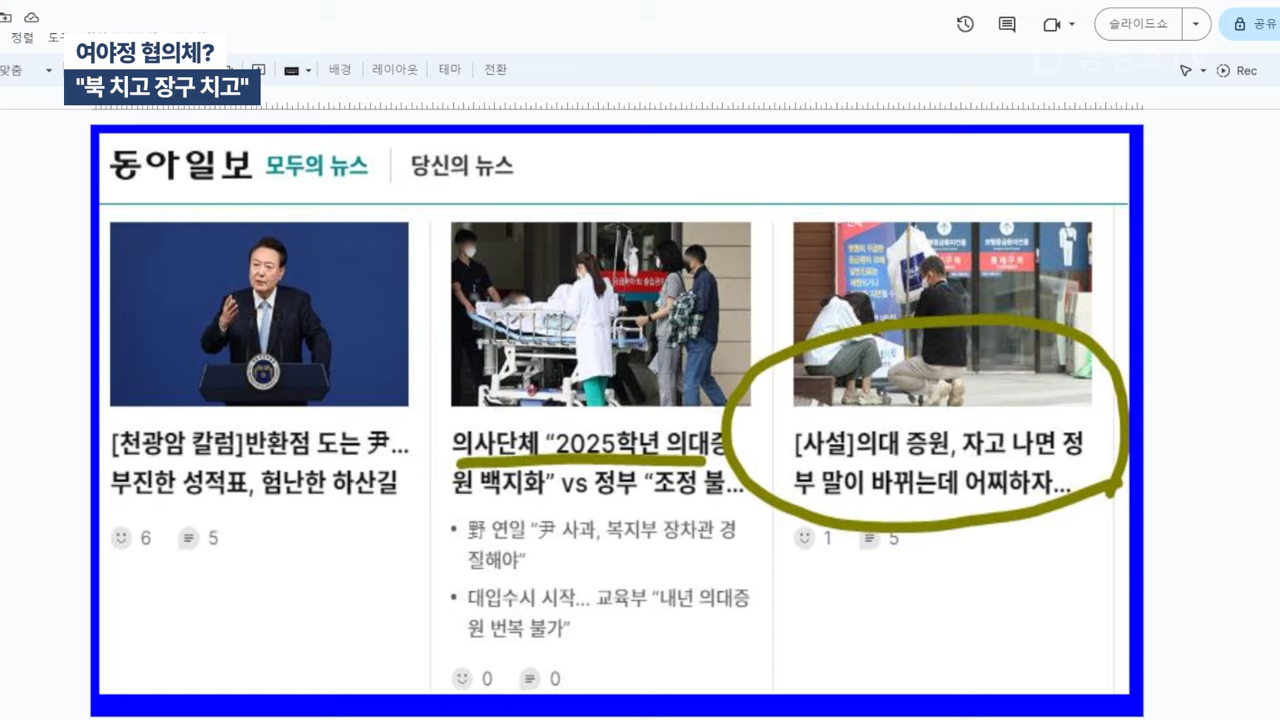 슬라이드쇼
공유
정렬
여야정 협의체?
"북 치고 장구 치고"
맞춤
배경
레이아웃
테마
전환
Rec
동아일보 모두의 뉴스 당신의 뉴스
[천광암 칼럼]반환점 도는 尹...
부진한 성적표, 험난한 하산길
6 5
의사단체 “2025학년 의대증
원 백지화” vs 정부 “조정 불...
• 野 연일 “尹 사과, 복지부 장차관 경
질해야”
• 대입수시 시작... 교육부 “내년 의대증
원 번복 불가”
0 0
[사설]의대 증원, 자고 나면 정
부 말이 바뀌는데 어찌하자...
1 5